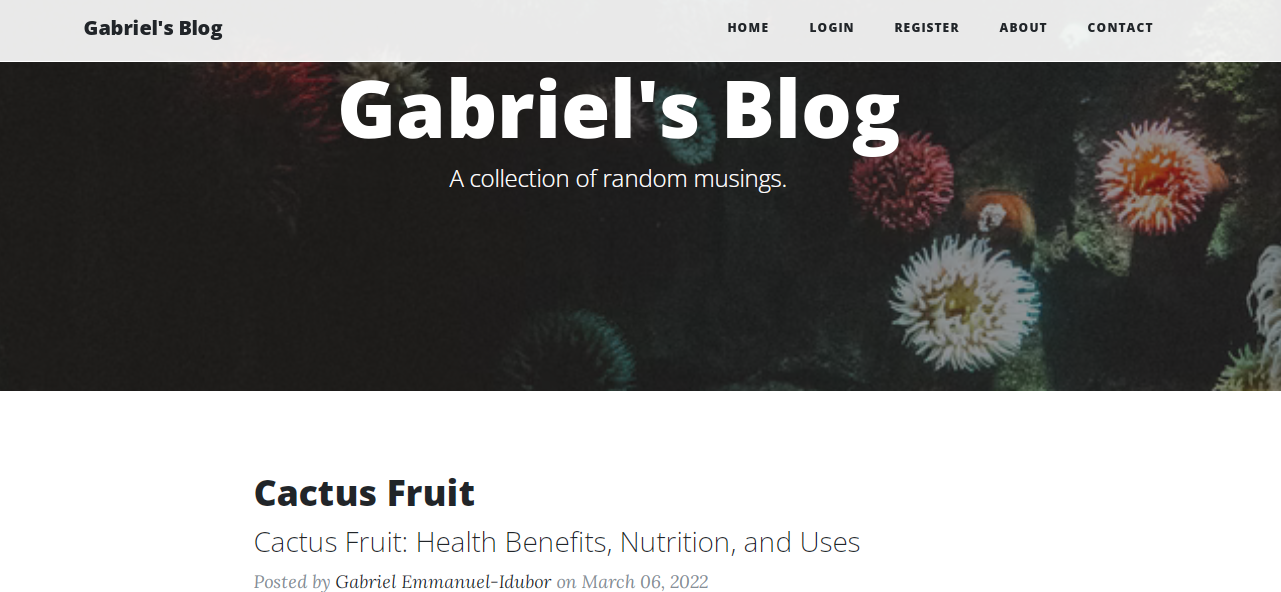 Gabriel's Blog
HOME LOGIN REGISTER ABOUT CONTACT
Gabriel's Blog
A collection of random musings.
Cactus Fruit
Cactus Fruit: Health Benefits, Nutrition, and Uses
Posted by Gabriel Emmanuel-Idubor on March 06, 2022